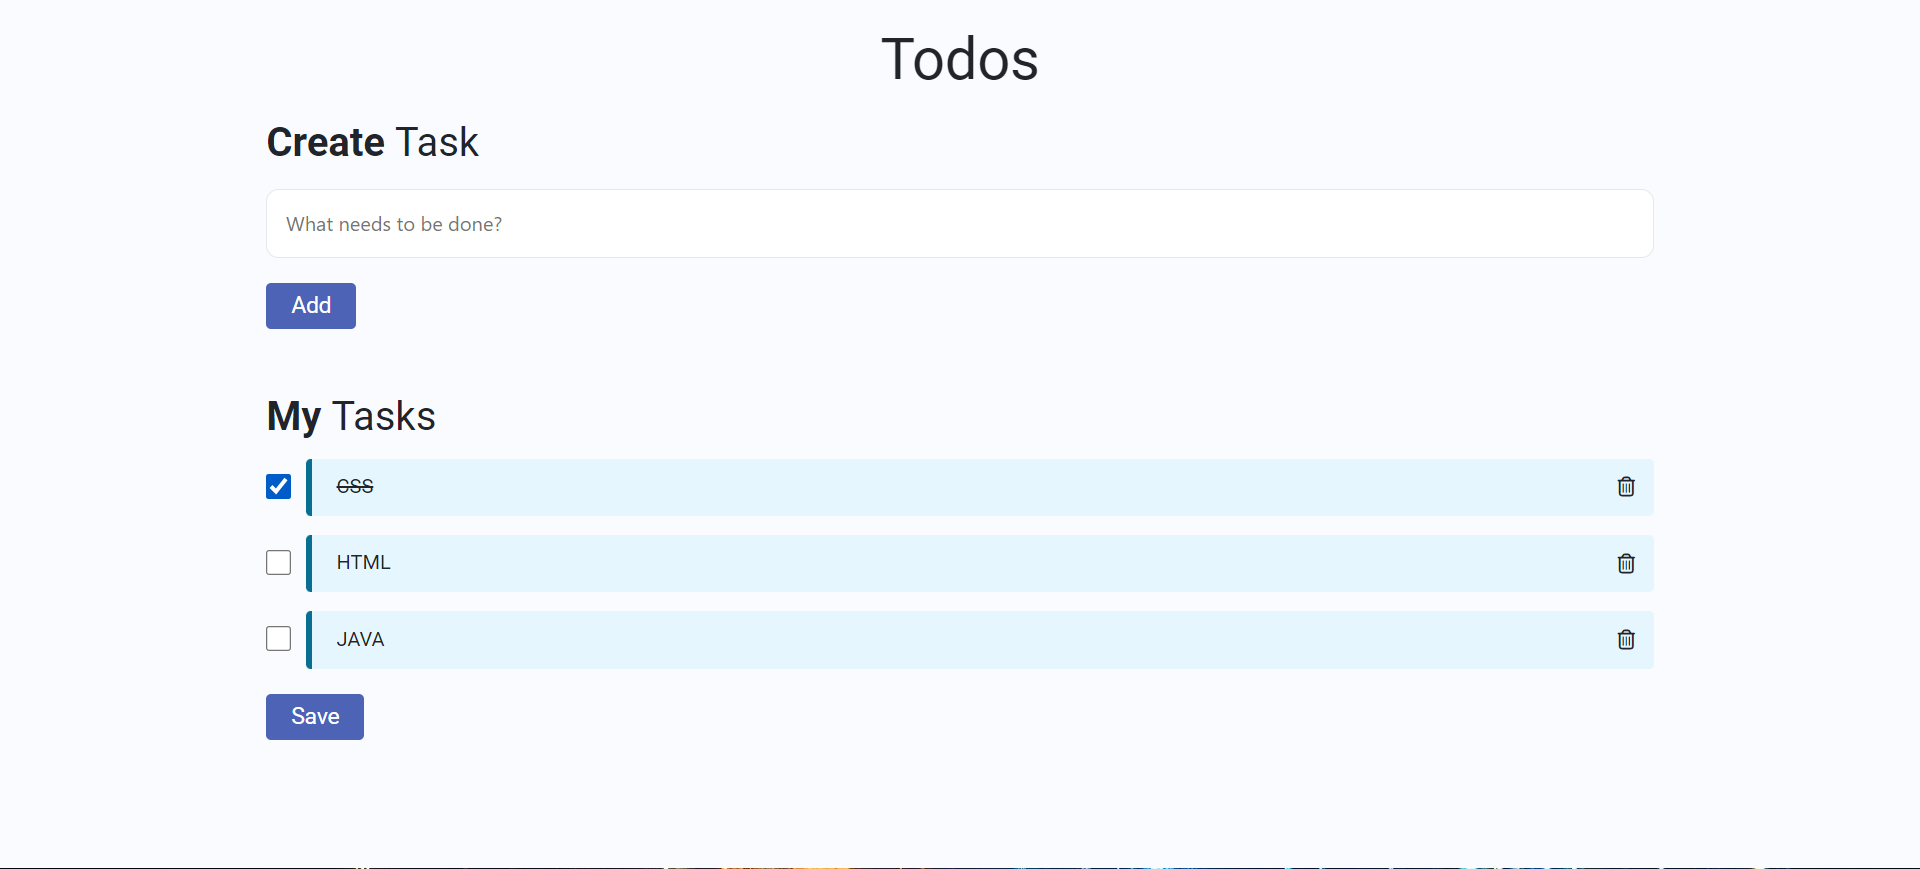 Todos
Create Task
What needs to be done?
Add
My Tasks
CSS
HTML
JAVA
Save